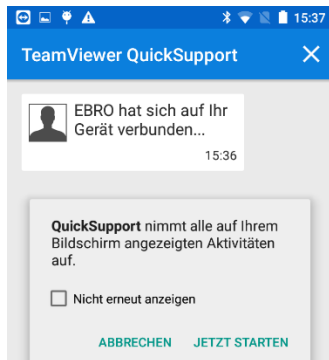 15:37
TeamViewer QuickSupport
EBRO hat sich auf Ihr
Gerät verbunden...
15:36
QuickSupport nimmt alle auf Ihrem
Bildschirm angezeigten Aktivitäten
auf.
Nicht erneut anzeigen
ABBRECHEN JETZT STARTEN